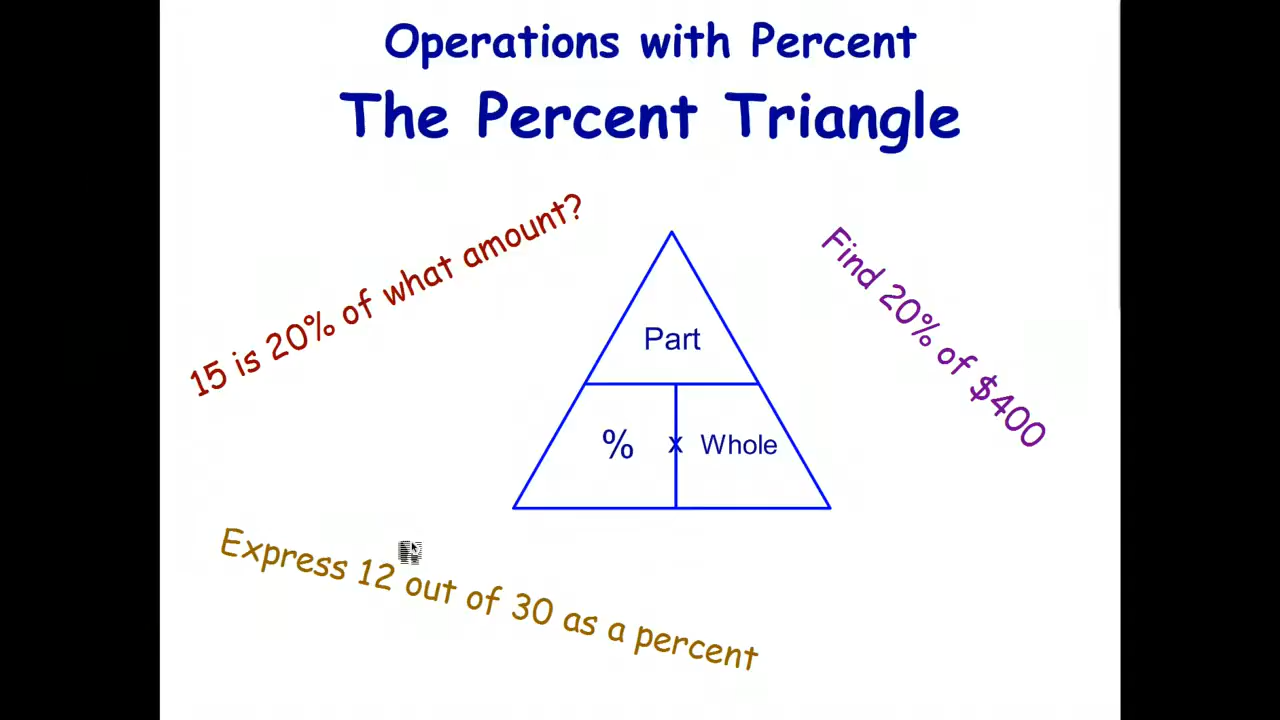 Operations with Percent
The Percent Triangle
15 is 20% of what amount?
Find 20% of $400
Part
% x Whole
Express 12 out of 30 as a percent